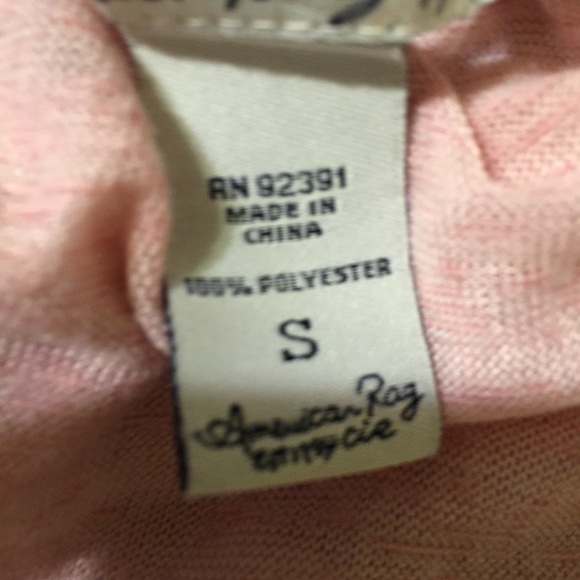 RN 92391
MADE IN
CHINA
100% POLYESTER
S
American Rag
cie